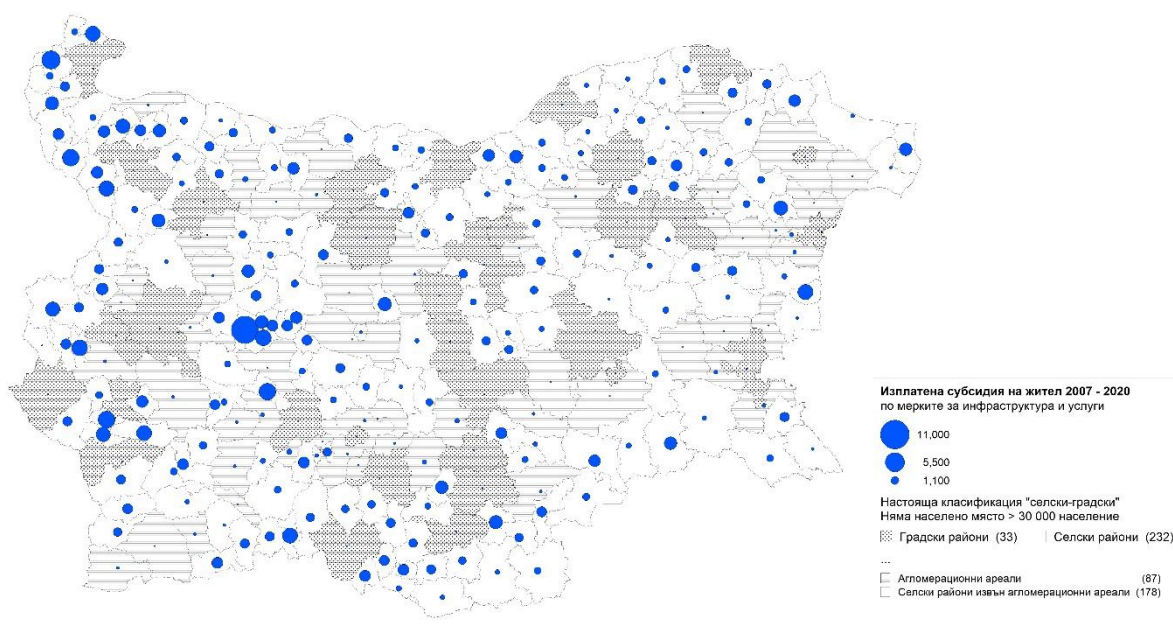 Изплатена субсидия на жител 2007 - 2020
по мерките за инфраструктура и услуги
11,000
5,500
1,100
Настояща класификация "селски-градски"
Няма населено място > 30 000 население
Градски райони (33) Селски райони (232)
...
Агломерационни ареали (87)
Селски райони извън агломерационни ареали (178)